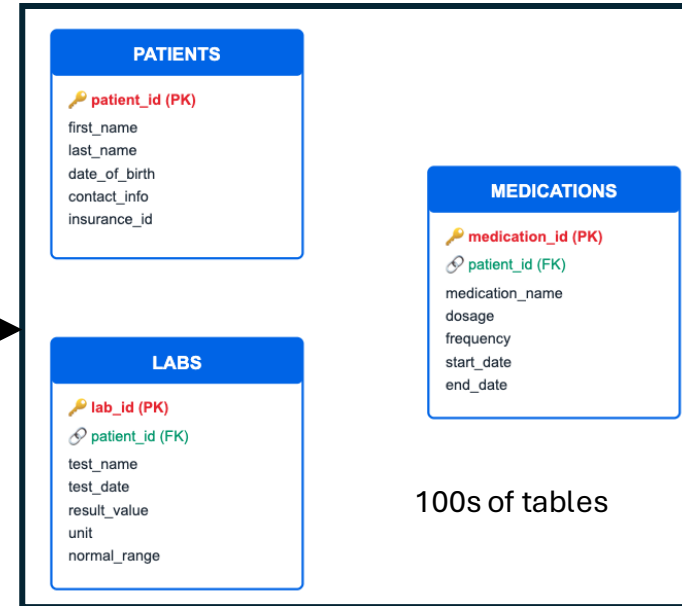 PATIENTS
patient_id (PK)
first_name
last_name
date_of_birth
contact_info
insurance_id
MEDICATIONS
medication_id (PK)
patient_id (FK)
medication_name
dosage
frequency
start_date
end_date
LABS
lab_id (PK)
patient_id (FK)
test_name
test_date
result_value
unit
normal_range
100s of tables